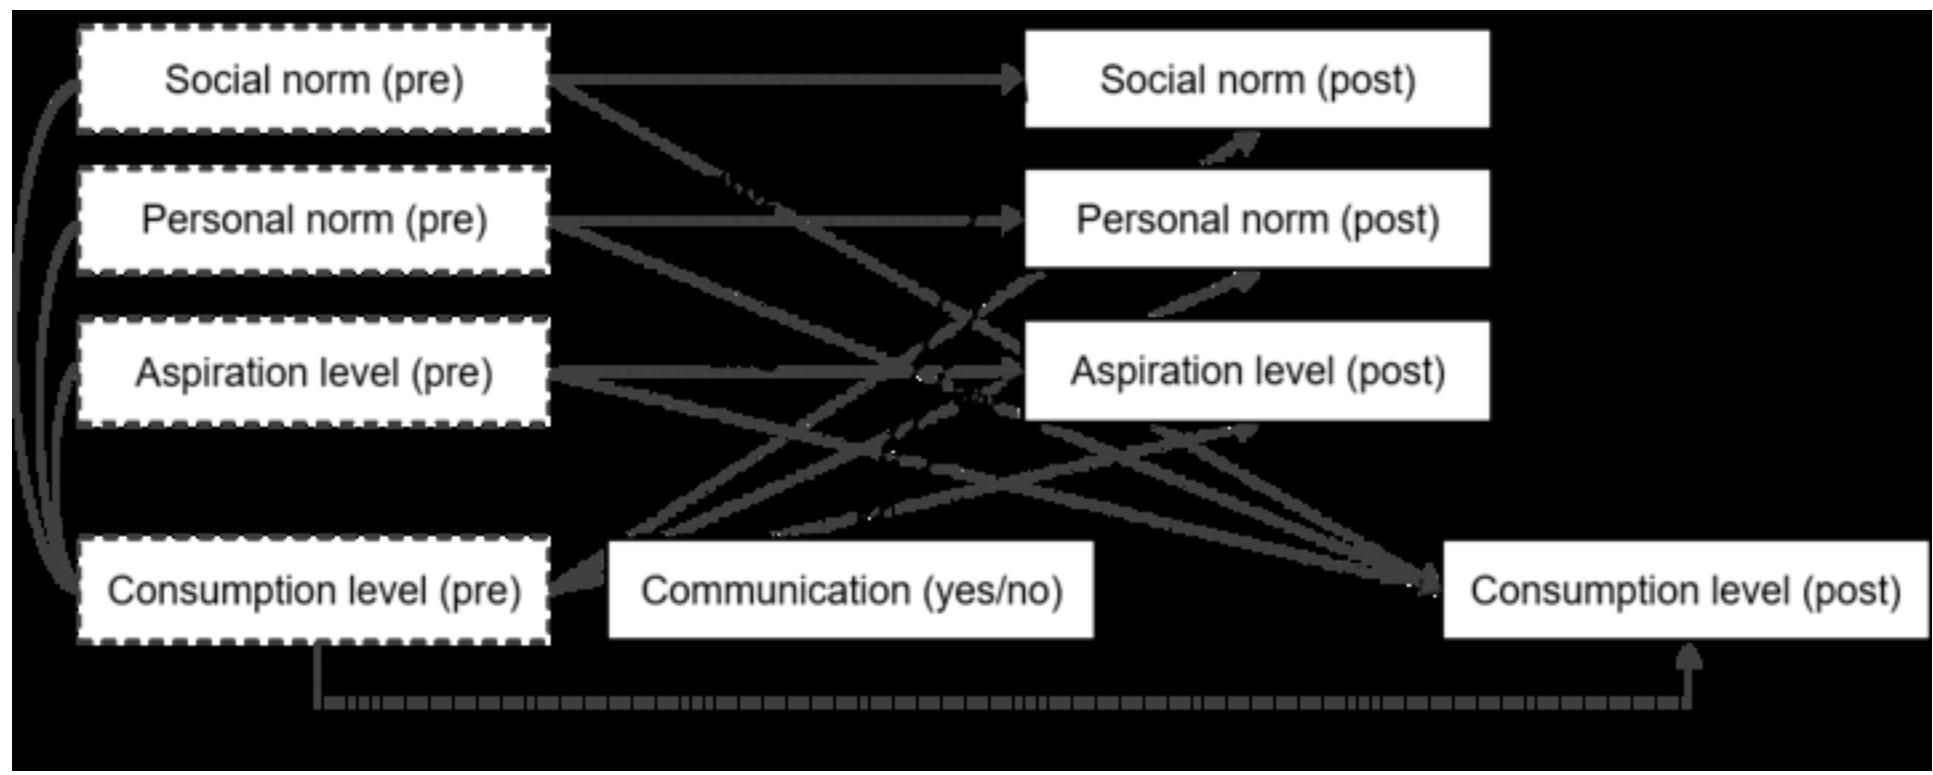 Social norm (pre)
Social norm (post)
Personal norm (pre)
Personal norm (post)
Aspiration level (pre)
Aspiration level (post)
Consumption level (pre)
Communication (yes/no)
Consumption level (post)